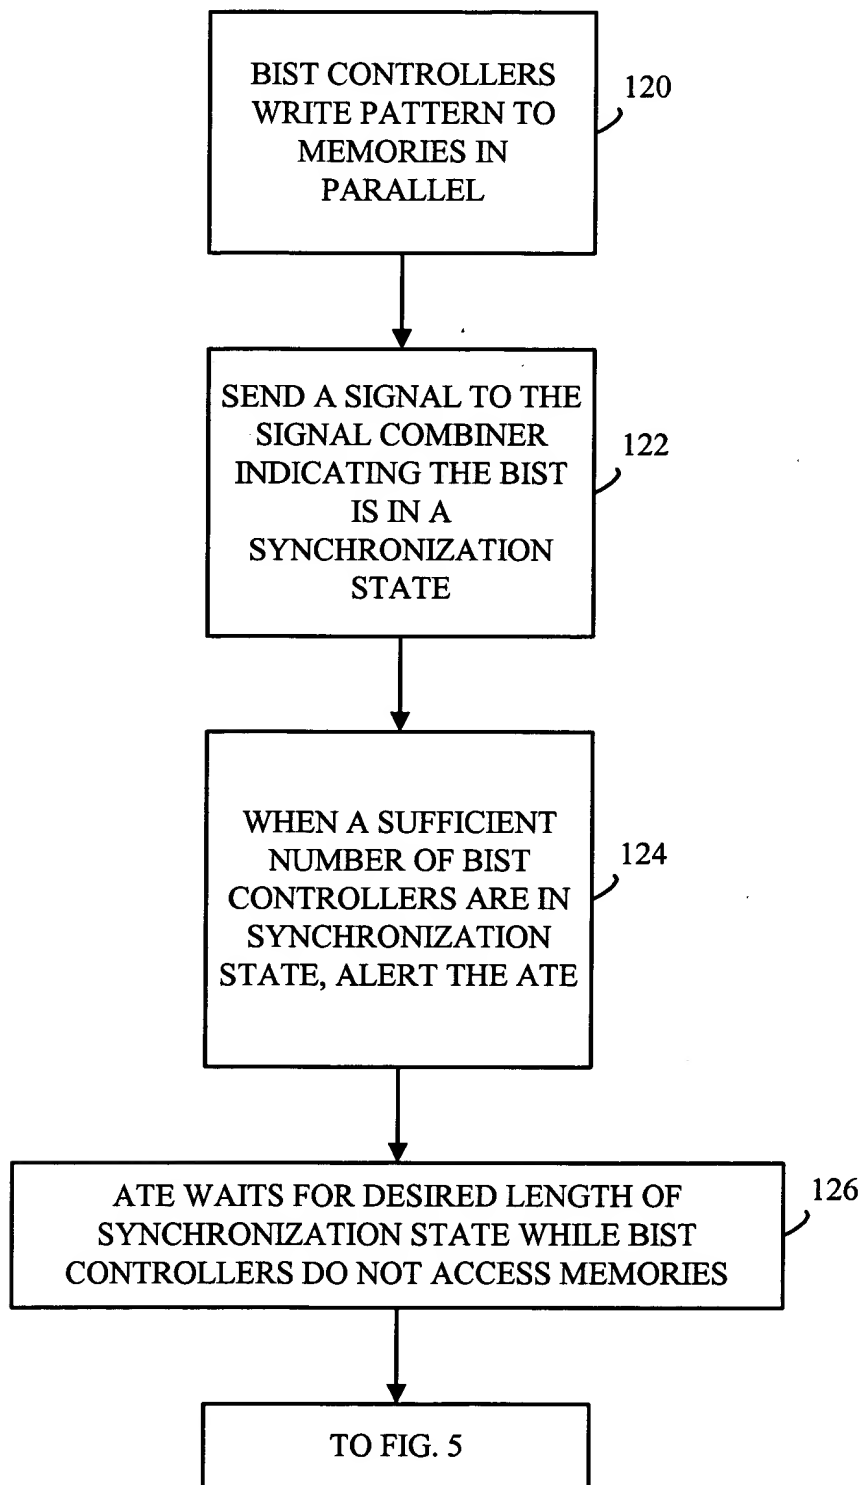 BIST CONTROLLERS
WRITE PATTERN TO
MEMORIES IN
PARALLEL
120
SEND A SIGNAL TO THE
SIGNAL COMBINER
INDICATING THE BIST
IS IN A
SYNCHRONIZATION
STATE
122
WHEN A SUFFICIENT
NUMBER OF BIST
CONTROLLERS ARE IN
SYNCHRONIZATION
STATE, ALERT THE ATE
124
ATE WAITS FOR DESIRED LENGTH OF
SYNCHRONIZATION STATE WHILE BIST
CONTROLLERS DO NOT ACCESS MEMORIES
126
TO FIG. 5